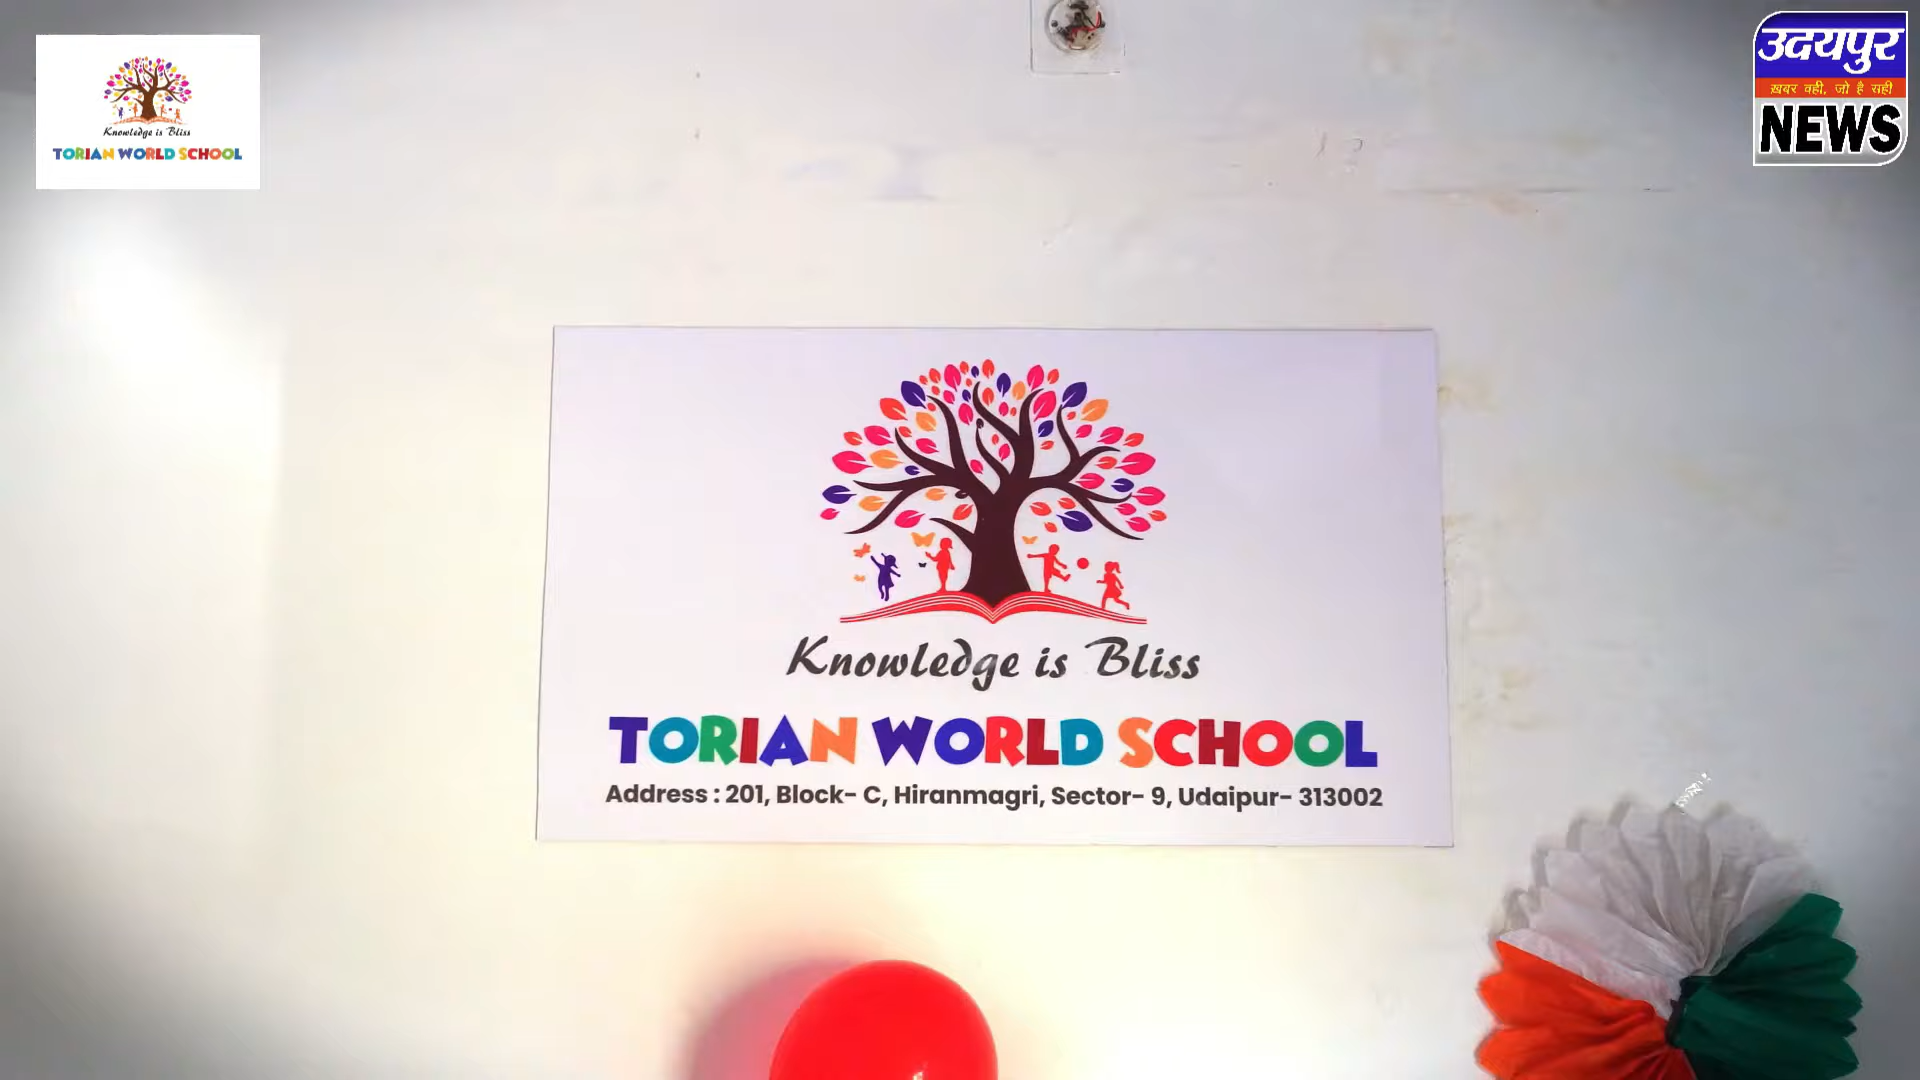 Knowledge is Bliss
TORIAN WORLD SCHOOL
उदयपुर
ख़बर वही, जो है सही
NEWS
Knowledge is Bliss
TORIAN WORLD SCHOOL
Address : 201, Block- C, Hiranmagri, Sector- 9, Udaipur- 313002